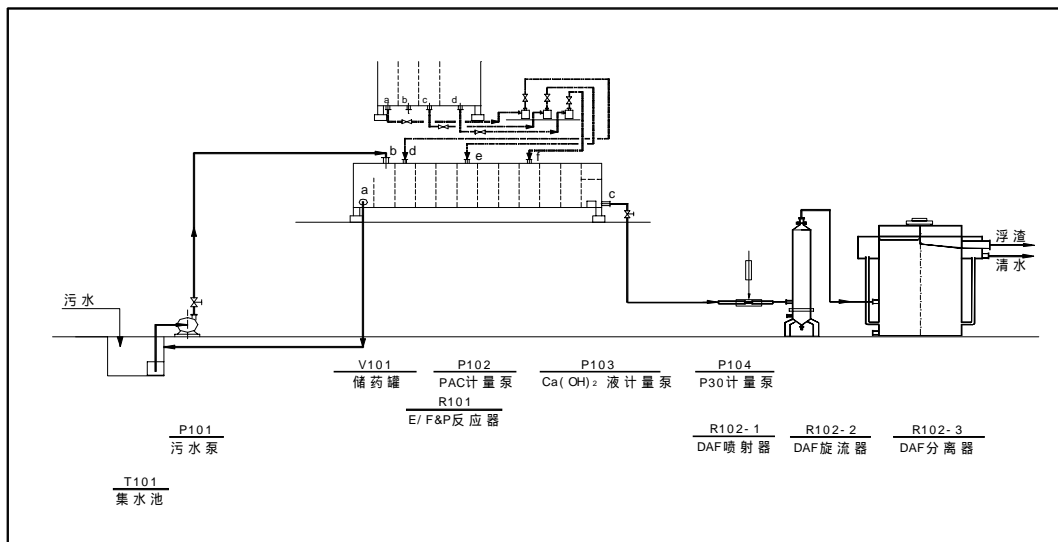 a b c d
b d e f
a c
浮渣
清水
污水
V101 P102 P103 P104
储药罐 PAC计量泵 Ca(OH)₂ 液计量泵 P30计量泵
R101
E/F&P反应器
P101 R102-1 R102-2 R102-3
污水泵 DAF喷射器 DAF旋流器 DAF分离器
T101
集水池